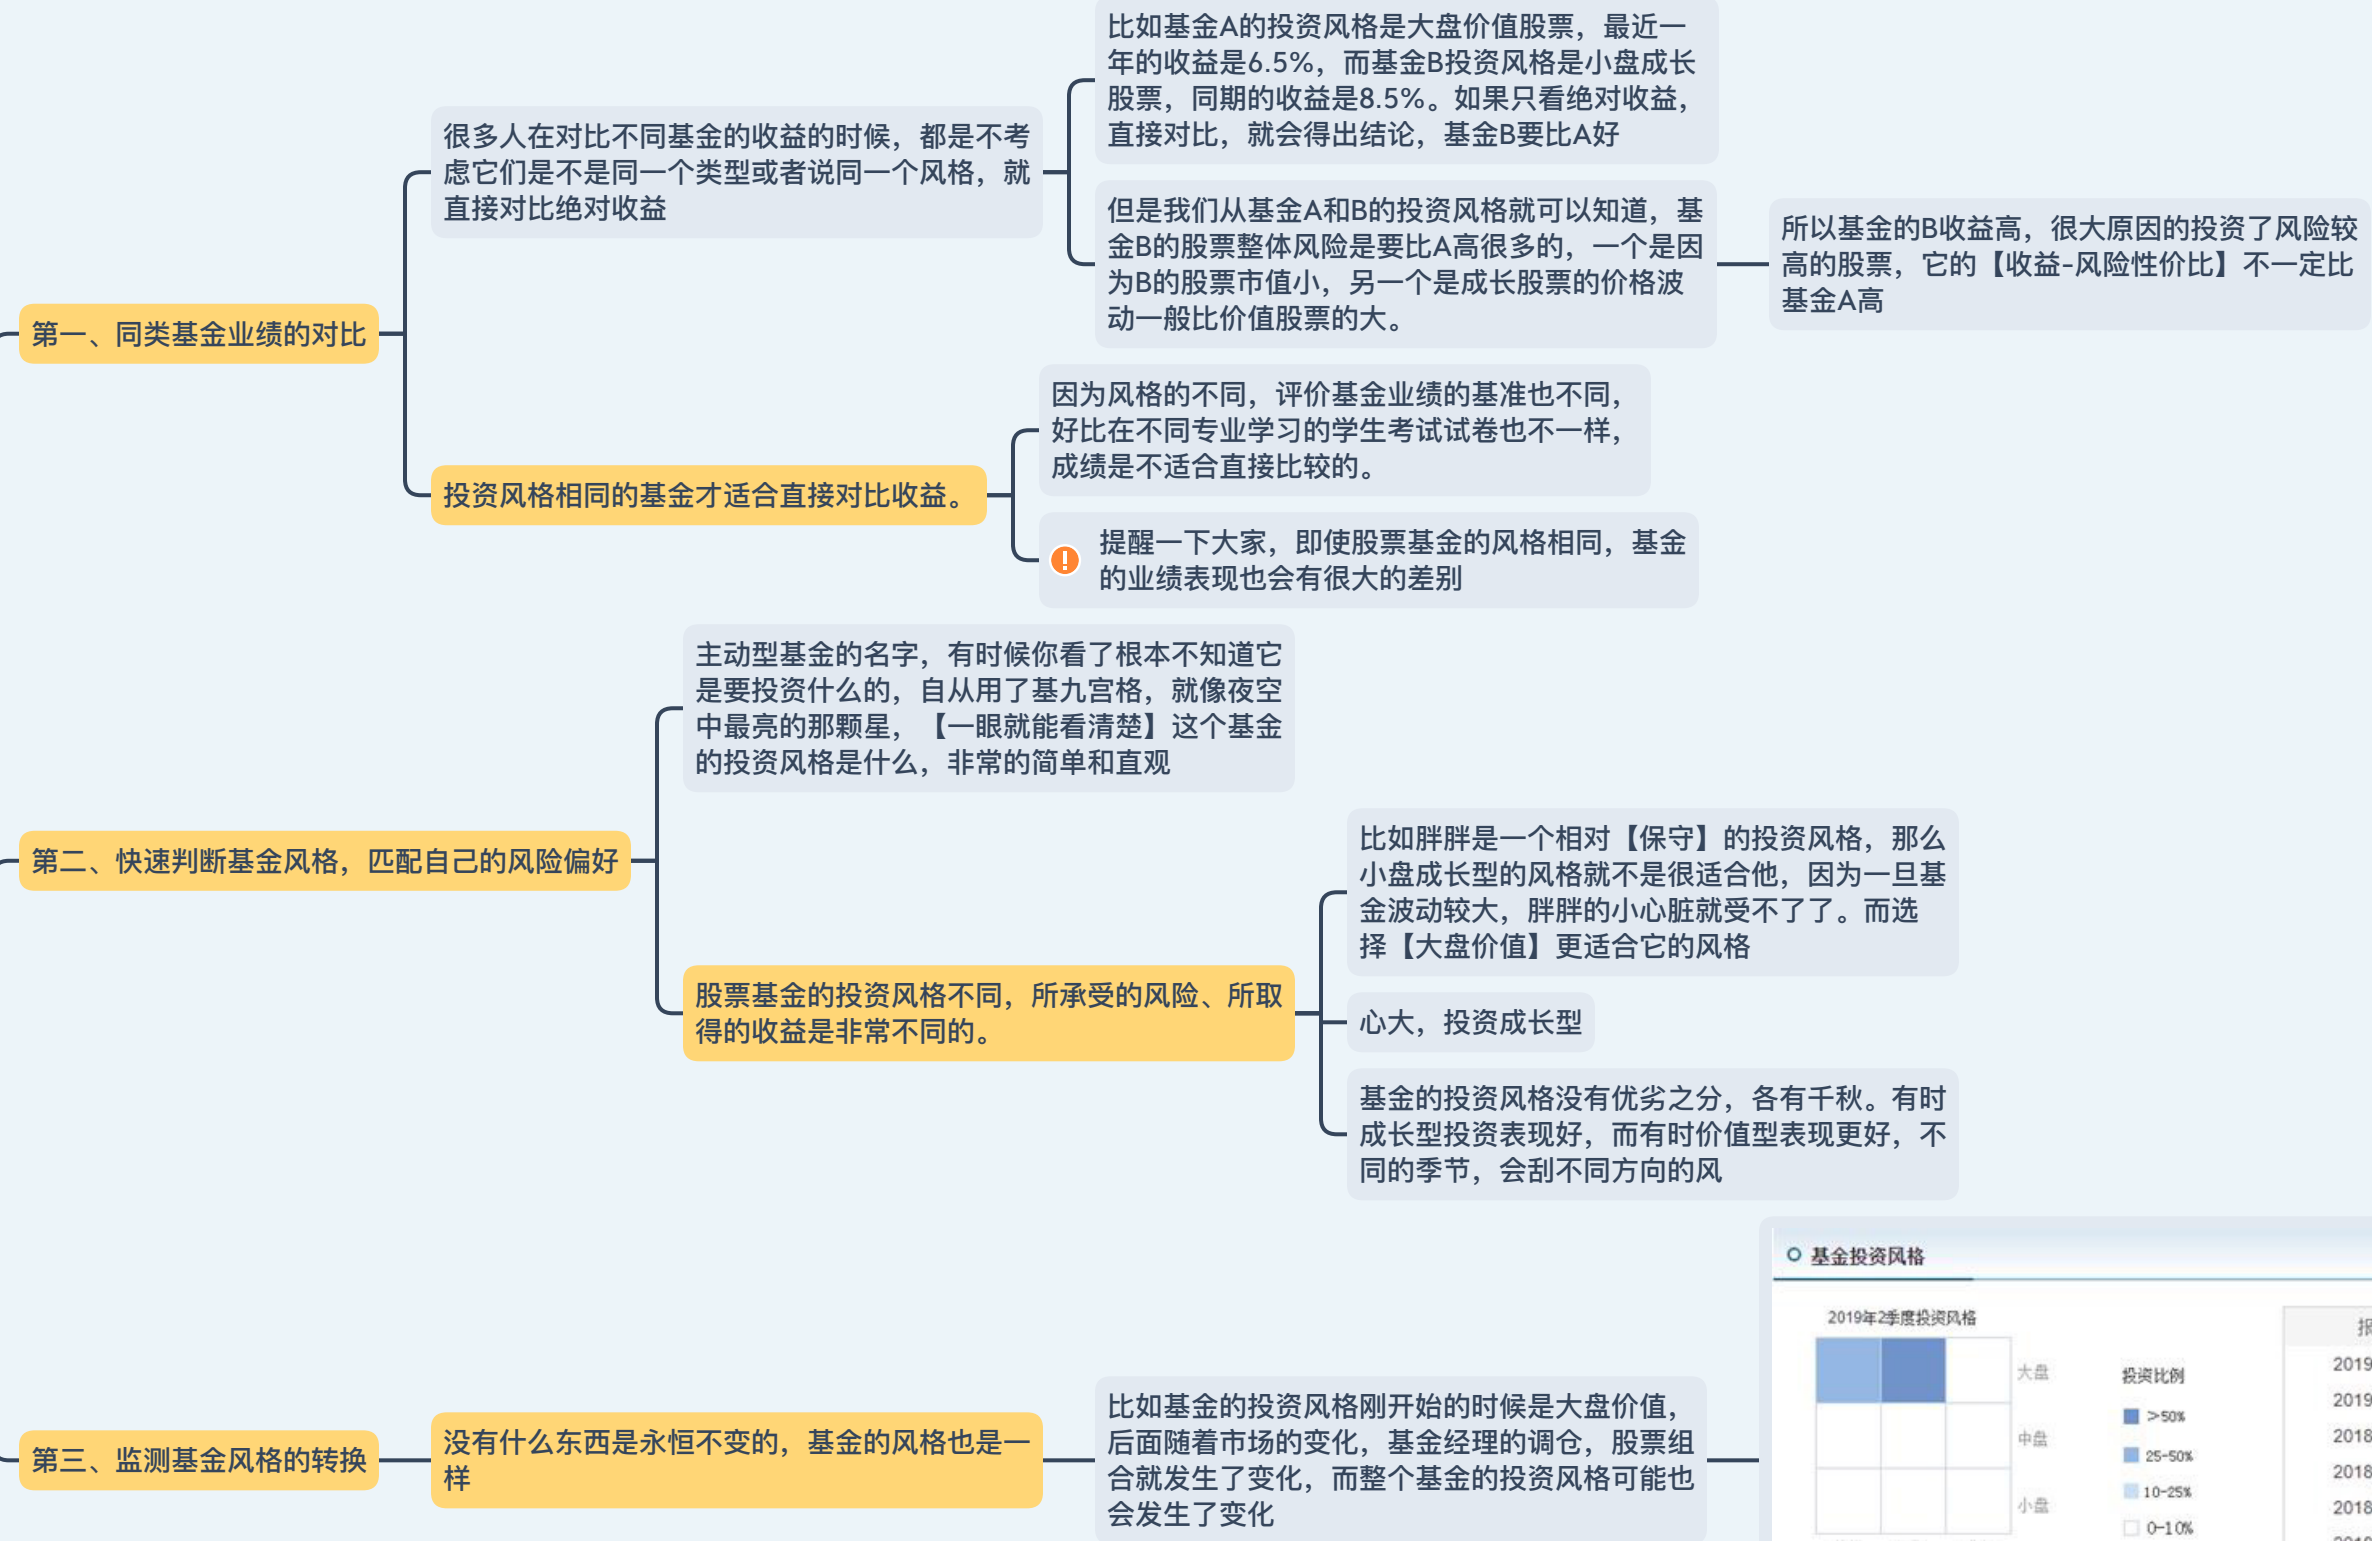 比如基金A的投资风格是大盘价值股票，最近一
年的收益是6.5%，而基金B投资风格是小盘成长
股票，同期的收益是8.5%。如果只看绝对收益，
直接对比，就会得出结论，基金B要比A好
很多人在对比不同基金的收益的时候，都是不考
虑它们是不是同一个类型或者说同一个风格，就
直接对比绝对收益
但是我们从基金A和B的投资风格就可以知道，基
金B的股票整体风险是要比A高很多的，一个是因
为B的股票市值小，另一个是成长股票的价格波
动一般比价值股票的大。
所以基金的B收益高，很大原因的投资了风险较
高的股票，它的【收益-风险性价比】不一定比
基金A高
第一、同类基金业绩的对比
因为风格的不同，评价基金业绩的基准也不同，
好比在不同专业学习的学生考试试卷也不一样，
成绩是不适合直接比较的。
投资风格相同的基金才适合直接对比收益。
提醒一下大家，即使股票基金的风格相同，基金
的业绩表现也会有很大的差别
主动型基金的名字，有时候你看了根本不知道它
是要投资什么的，自从用了基九宫格，就像夜空
中最亮的那颗星，【一眼就能看清楚】这个基金
的投资风格是什么，非常的简单和直观
第二、快速判断基金风格，匹配自己的风险偏好
比如胖胖是一个相对【保守】的投资风格，那么
小盘成长型的风格就不是很适合他，因为一旦基
金波动较大，胖胖的小心脏就受不了了。而选
择【大盘价值】更适合它的风格
股票基金的投资风格不同，所承受的风险、所取
得的收益是非常不同的。
心大，投资成长型
基金的投资风格没有优劣之分，各有千秋。有时
成长型投资表现好，而有时价值型表现更好，不
同的季节，会刮不同方向的风
第三、监测基金风格的转换
没有什么东西是永恒不变的，基金的风格也是一
样
比如基金的投资风格刚开始的时候是大盘价值，
后面随着市场的变化，基金经理的调仓，股票组
合就发生了变化，而整个基金的投资风格可能也
会发生了变化
基金投资风格
2019年2季度投资风格
大盘
中盘
小盘
投资比例
>50%
25-50%
10-25%
0-10%
报
2019
2019
2018
2018
2018